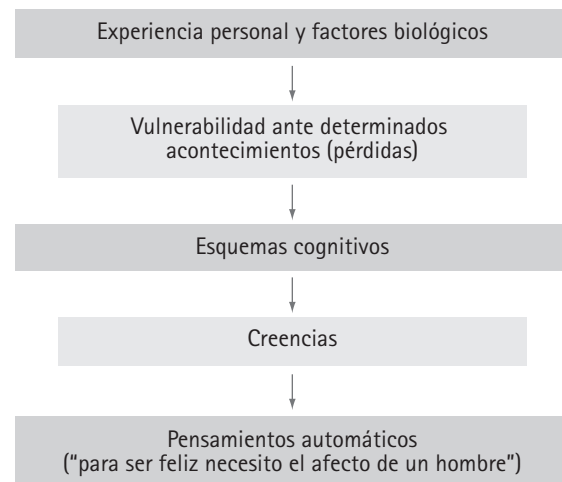 Experiencia personal y factores biológicos
Vulnerabilidad ante determinados
acontecimientos (pérdidas)
Esquemas cognitivos
Creencias
Pensamientos automáticos
("para ser feliz necesito el afecto de un hombre")